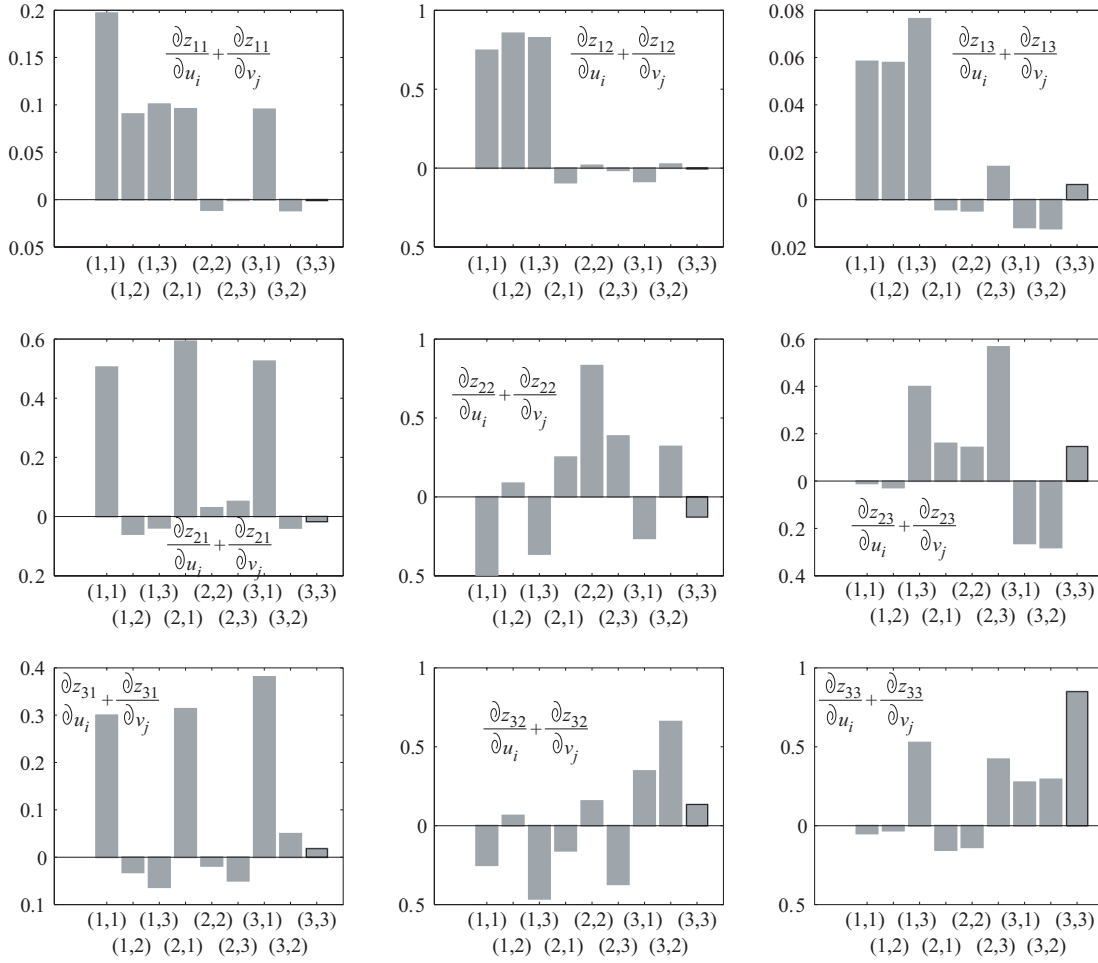 0.2
0.15
0.1
0.05
0
0.05
∂z11/∂ui + ∂z11/∂vj
(1,1) (1,3) (2,2) (3,1) (3,3)
(1,2) (2,1) (2,3) (3,2)
1
0.5
0
0.5
∂z12/∂ui + ∂z12/∂vj
(1,1) (1,3) (2,2) (3,1) (3,3)
(1,2) (2,1) (2,3) (3,2)
0.08
0.06
0.04
0.02
0
0.02
∂z13/∂ui + ∂z13/∂vj
(1,1) (1,3) (2,2) (3,1) (3,3)
(1,2) (2,1) (2,3) (3,2)
0.6
0.4
0.2
0
0.2
∂z21/∂ui + ∂z21/∂vj
(1,1) (1,3) (2,2) (3,1) (3,3)
(1,2) (2,1) (2,3) (3,2)
1
0.5
0
0.5
∂z22/∂ui + ∂z22/∂vj
(1,1) (1,3) (2,2) (3,1) (3,3)
(1,2) (2,1) (2,3) (3,2)
0.6
0.4
0.2
0
0.2
0.4
∂z23/∂ui + ∂z23/∂vj
(1,1) (1,3) (2,2) (3,1) (3,3)
(1,2) (2,1) (2,3) (3,2)
0.4
0.3
0.2
0.1
0
0.1
∂z31/∂ui + ∂z31/∂vj
(1,1) (1,3) (2,2) (3,1) (3,3)
(1,2) (2,1) (2,3) (3,2)
1
0.5
0
0.5
∂z32/∂ui + ∂z32/∂vj
(1,1) (1,3) (2,2) (3,1) (3,3)
(1,2) (2,1) (2,3) (3,2)
1
0.5
0
0.5
∂z33/∂ui + ∂z33/∂vj
(1,1) (1,3) (2,2) (3,1) (3,3)
(1,2) (2,1) (2,3) (3,2)